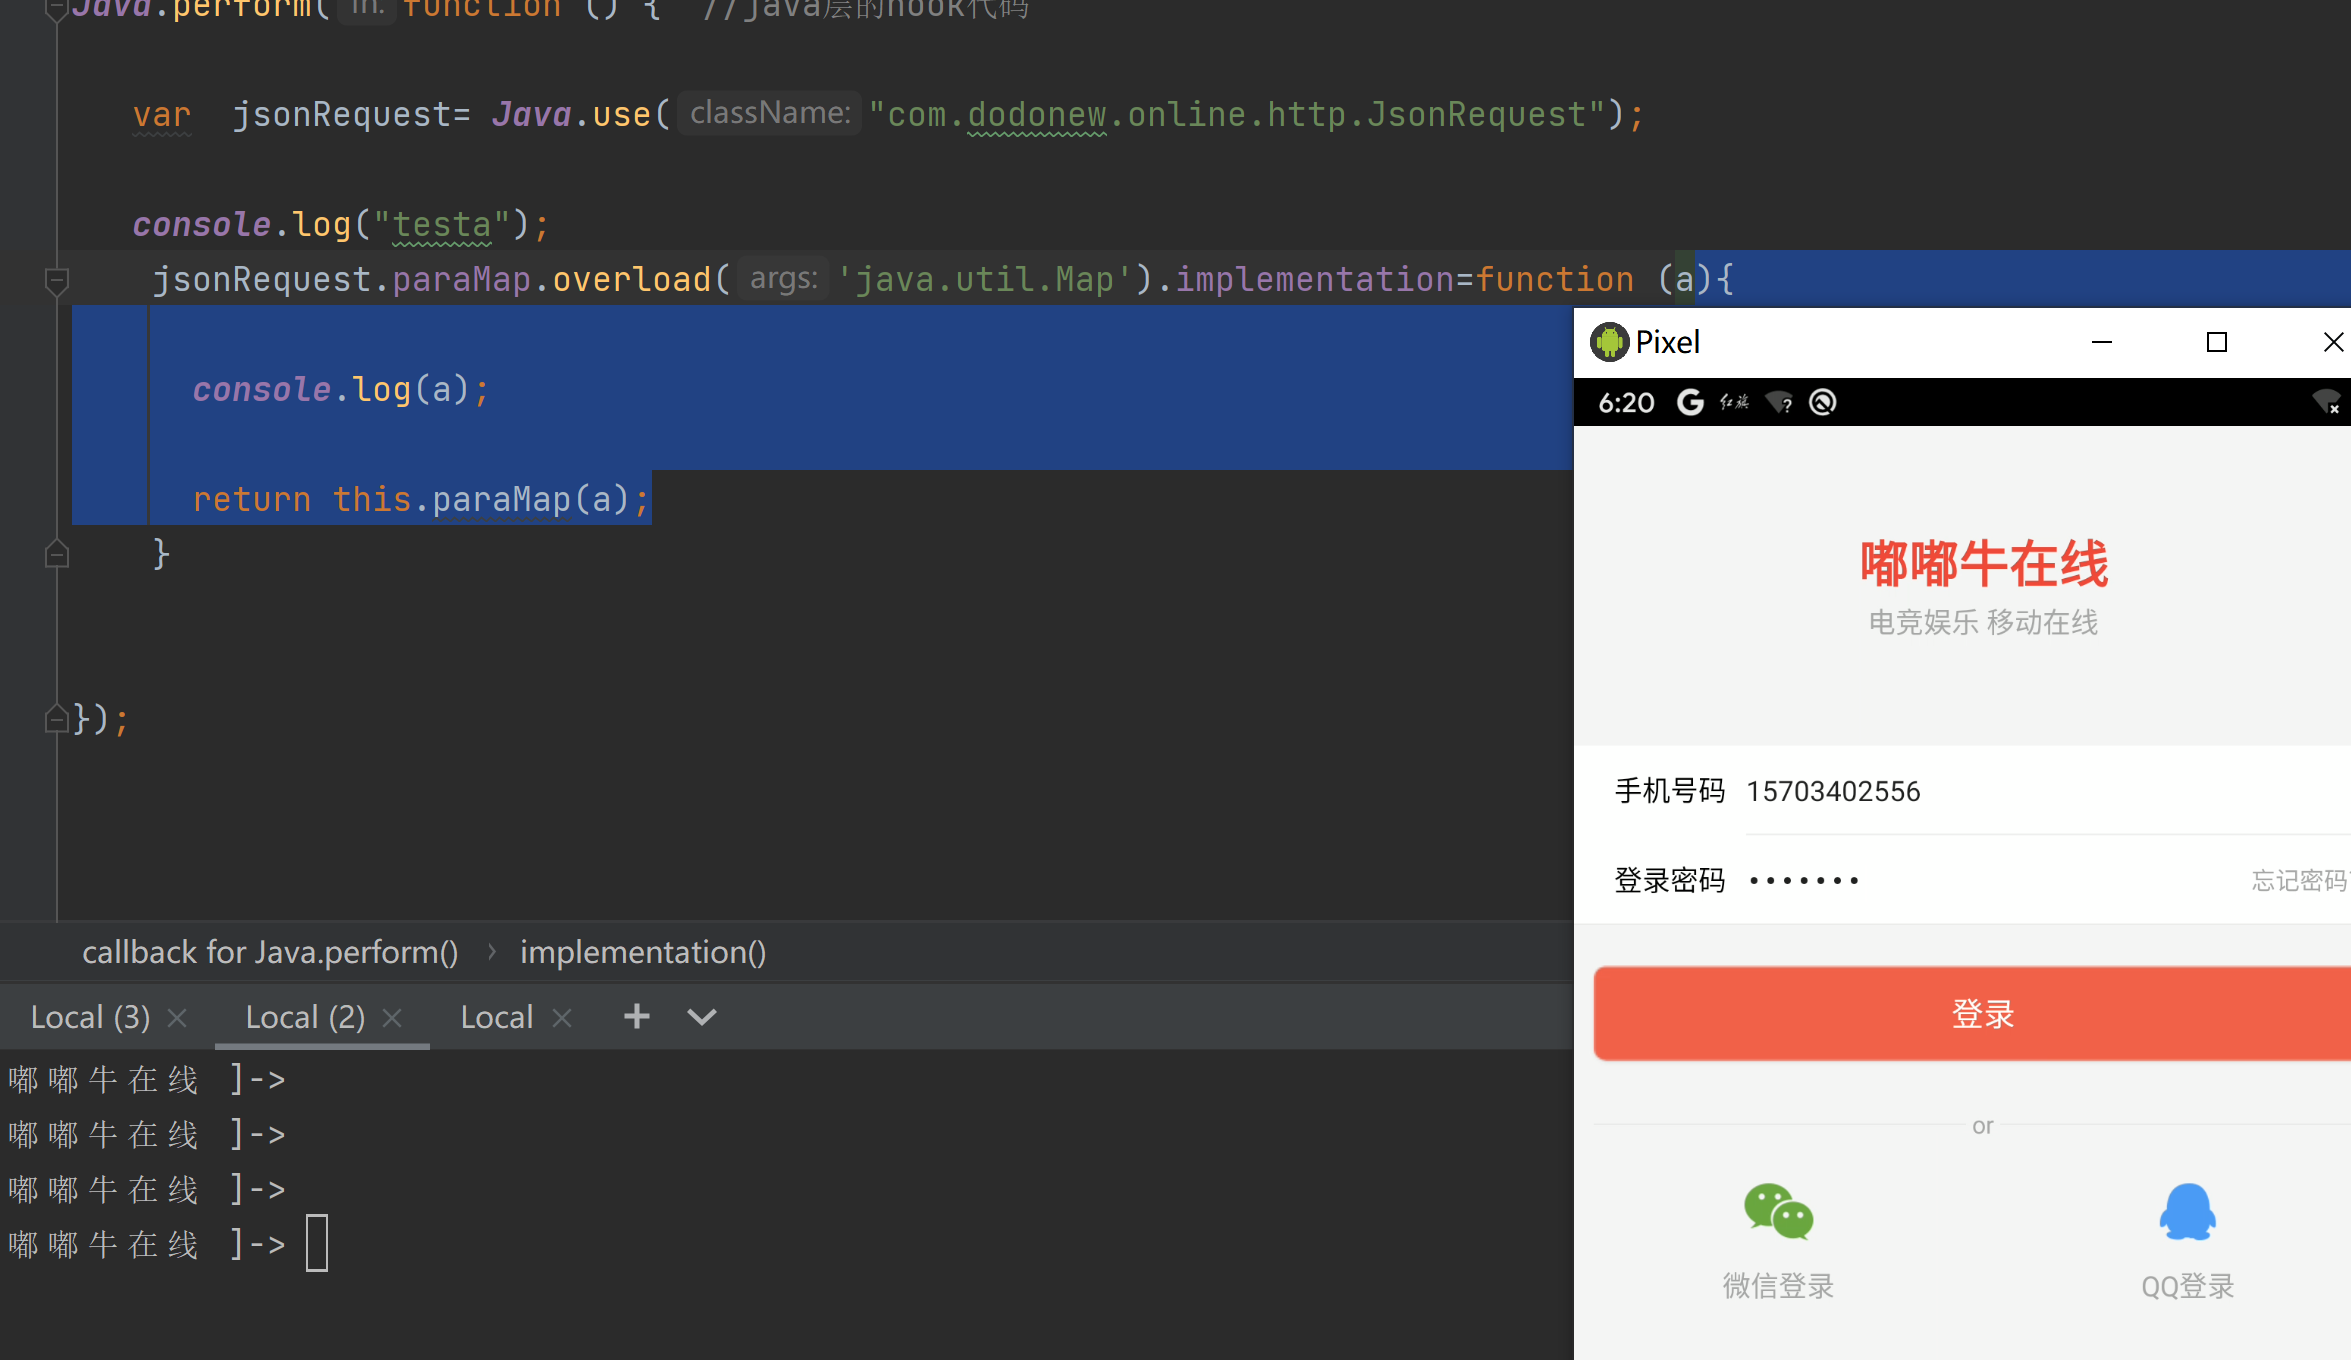 Java.perform( fn: function () {  //java层的hook代码
var  jsonRequest= Java.use( className: "com.dodonew.online.http.JsonRequest");
console.log("testa");
jsonRequest.paraMap.overload( args: 'java.util.Map').implementation=function (a){
console.log(a);
return this.paraMap(a);
}
});
callback for Java.perform() › implementation()
Local (3) × Local (2) × Local × +
嘟嘟牛在线 ]->
嘟嘟牛在线 ]->
嘟嘟牛在线 ]->
嘟嘟牛在线 ]->
Pixel
6:20 G 红旗
嘟嘟牛在线
电竞娱乐 移动在线
手机号码 15703402556
登录密码 ••••••• 忘记密码
登录
or
微信登录 QQ登录